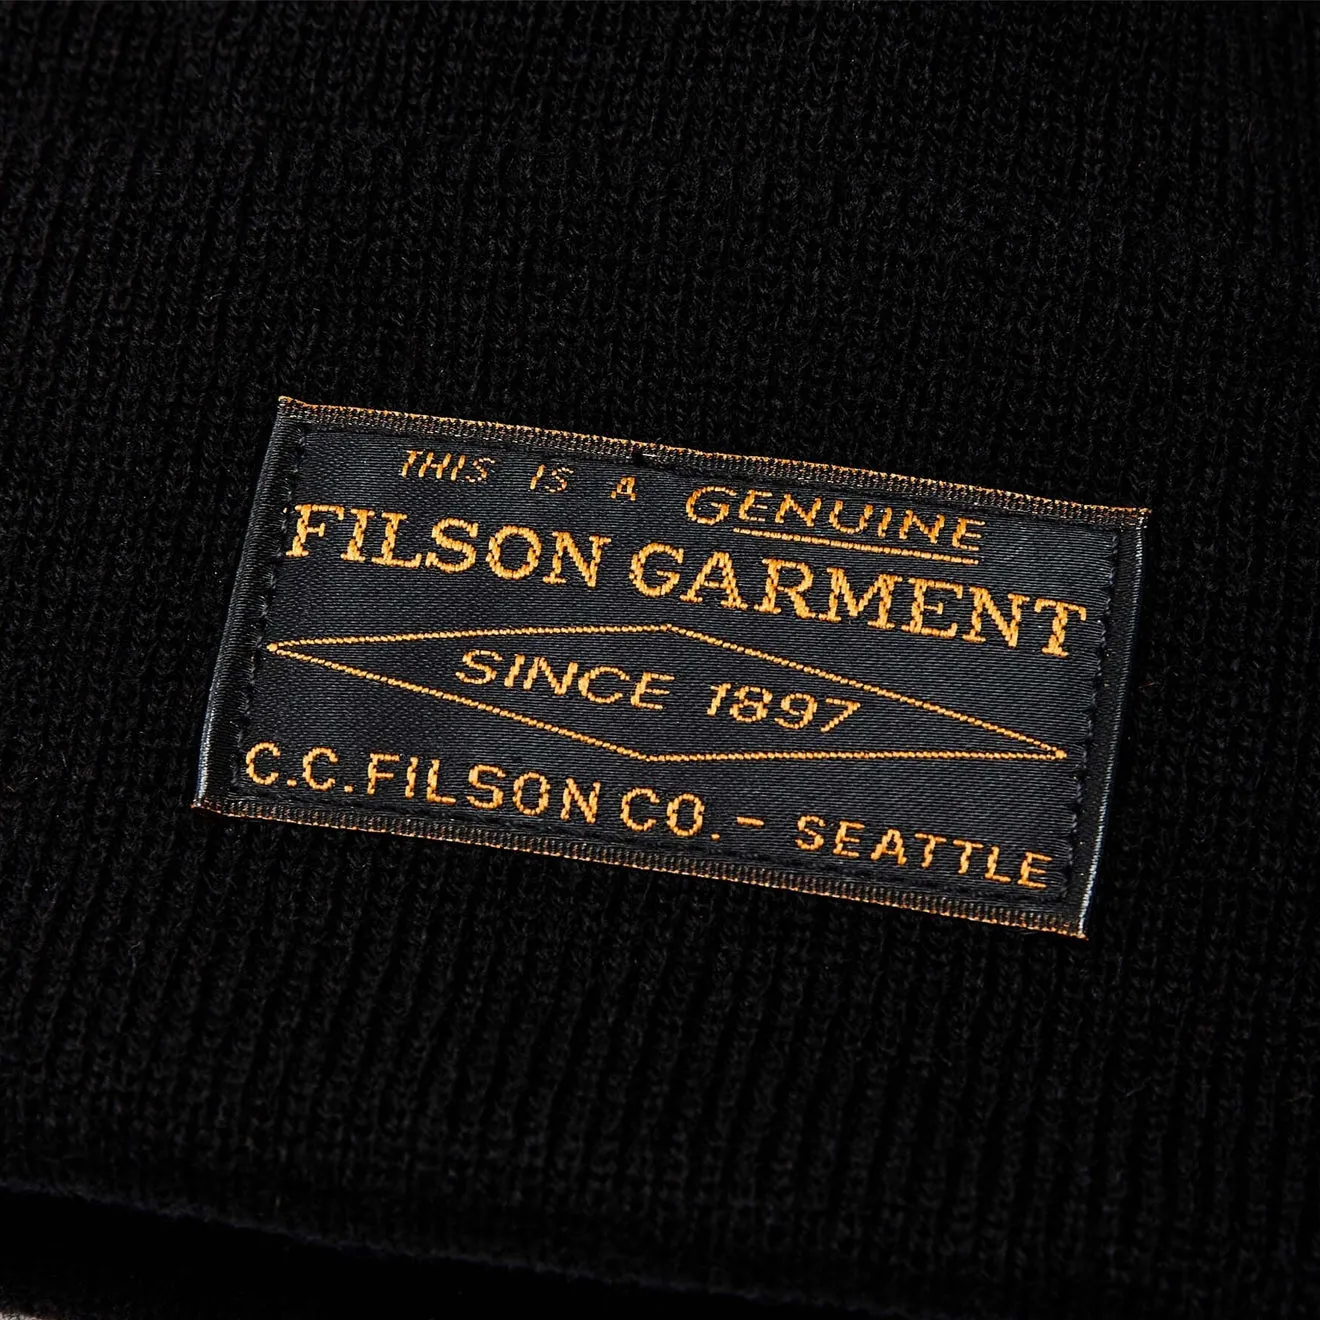 THIS IS A GENUINE
FILSON GARMENT
SINCE 1897
C.C. FILSON CO. - SEATTLE